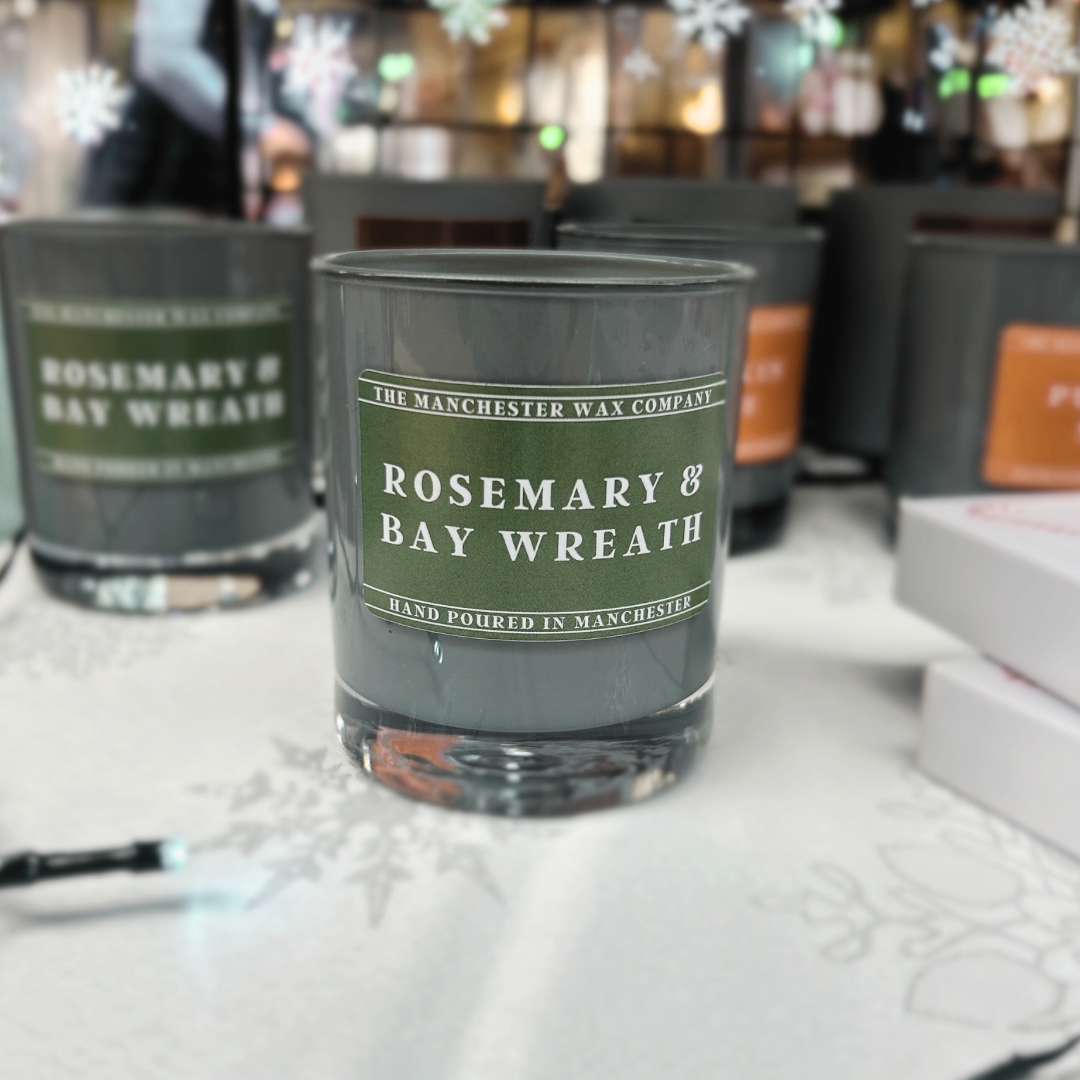 THE MANCHESTER WAX COMPANY
ROSEMARY &
BAY WREATH
HAND POURED IN MANCHESTER
ROSEMARY &
BAY WREATH